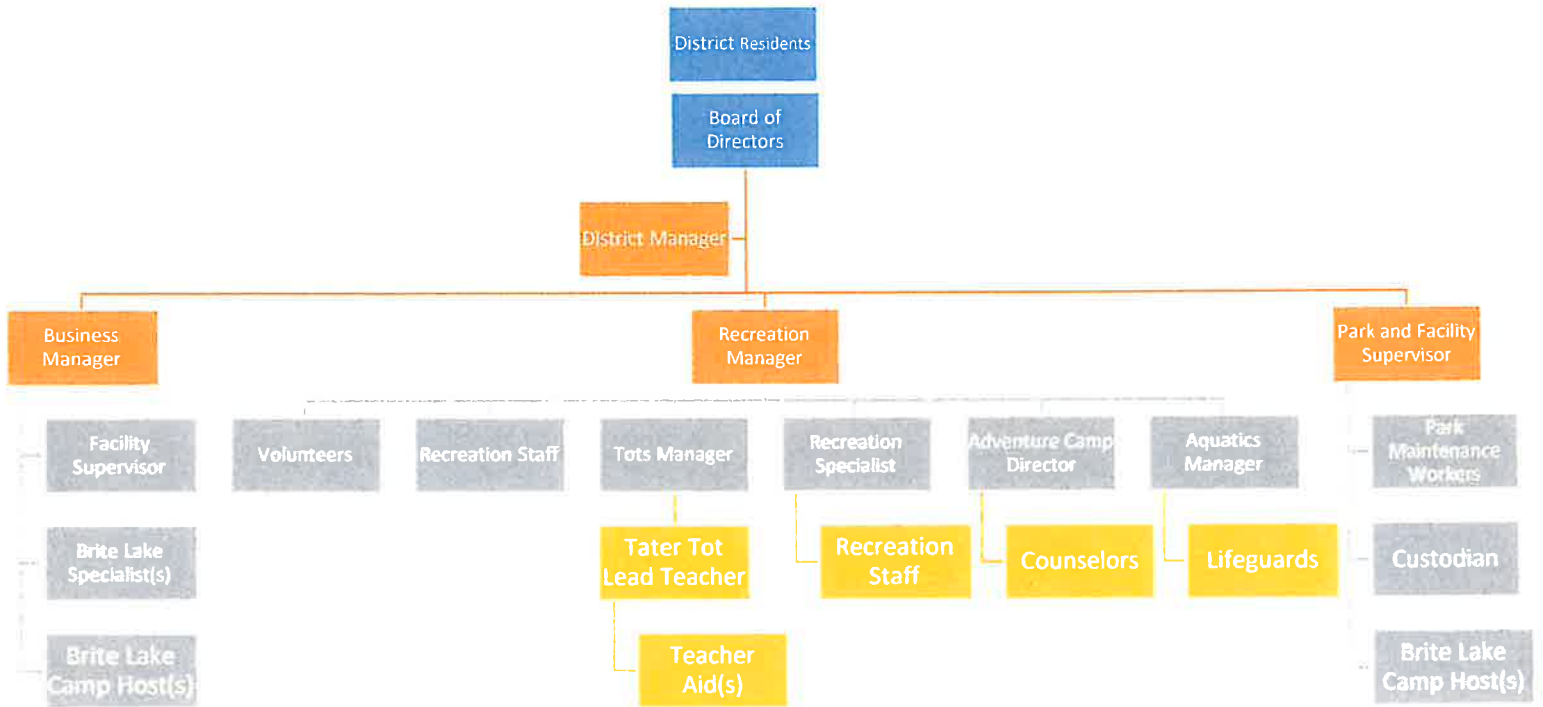 District Residents
Board of
Directors
District Manager
Business
Manager
Recreation
Manager
Park and Facility
Supervisor
Facility
Supervisor
Volunteers
Recreation Staff
Tots Manager
Recreation
Specialist
Adventure Camp
Director
Aquatics
Manager
Park
Maintenance
Workers
Brite Lake
Specialist(s)
Tater Tot
Lead Teacher
Recreation
Staff
Counselors
Lifeguards
Custodian
Brite Lake
Camp Host(s)
Teacher
Aid(s)
Brite Lake
Camp Host(s)